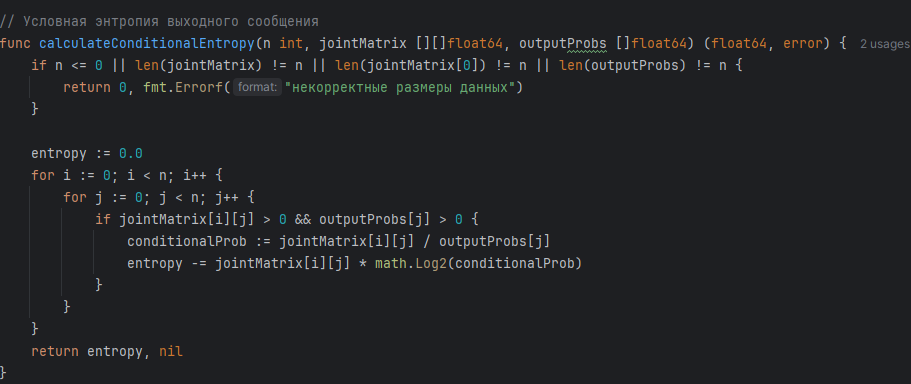 // Условная энтропия выходного сообщения
func calculateConditionalEntropy(n int, jointMatrix [][]float64, outputProbs []float64) (float64, error) { 2 usages
    if n <= 0 || len(jointMatrix) != n || len(jointMatrix[0]) != n || len(outputProbs) != n {
        return 0, fmt.Errorf( format: "некорректные размеры данных")
    }

    entropy := 0.0
    for i := 0; i < n; i++ {
        for j := 0; j < n; j++ {
            if jointMatrix[i][j] > 0 && outputProbs[j] > 0 {
                conditionalProb := jointMatrix[i][j] / outputProbs[j]
                entropy -= jointMatrix[i][j] * math.Log2(conditionalProb)
            }
        }
    }
    return entropy, nil
}